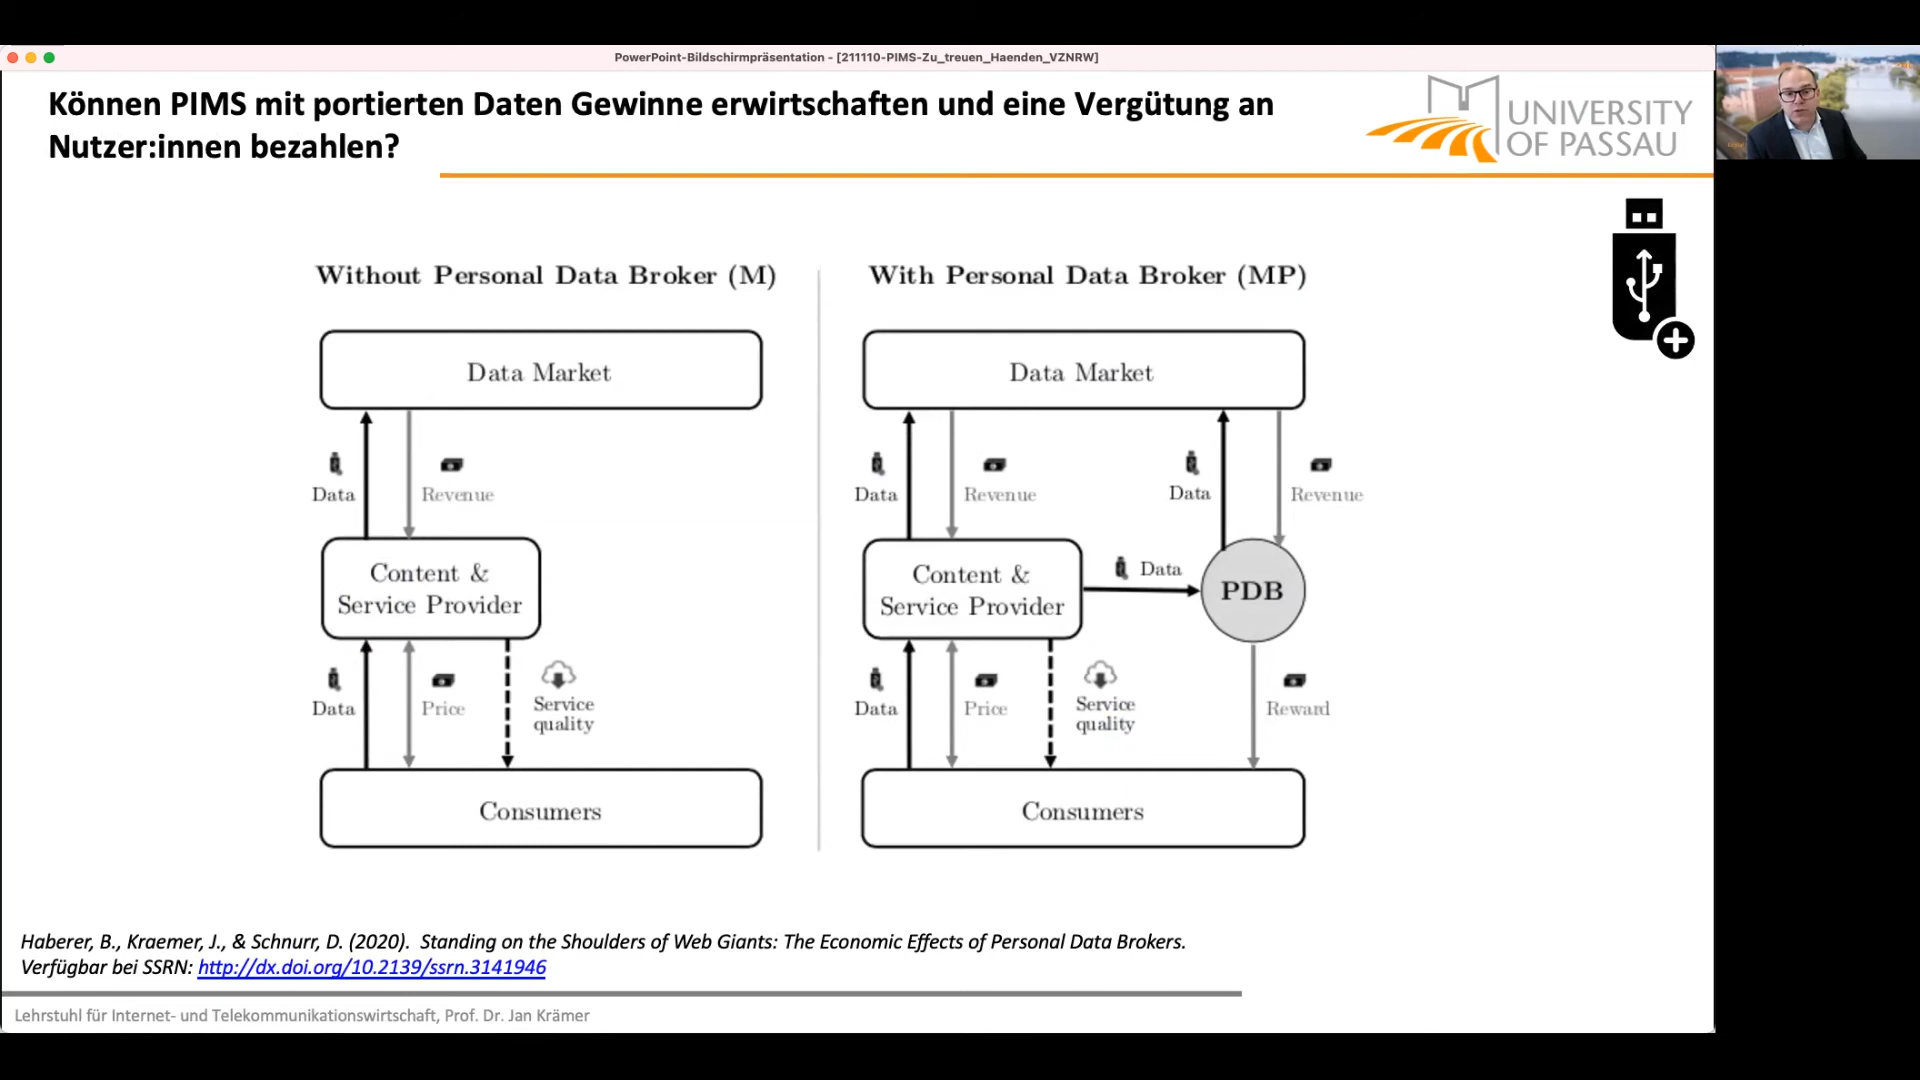 PowerPoint-Bildschirmpräsentation - [211110-PIMS-Zu_treuen_Haenden_VZNRW]
Können PIMS mit portierten Daten Gewinne erwirtschaften und eine Vergütung an
Nutzer:innen bezahlen?
UNIVERSITY
OF PASSAU
Without Personal Data Broker (M)
Data Market
Data
Revenue
Content &
Service Provider
Data
Price
Service
quality
Consumers
With Personal Data Broker (MP)
Data Market
Data
Revenue
Data
Revenue
Content &
Service Provider
Data
PDB
Data
Price
Service
quality
Reward
Consumers
Haberer, B., Kraemer, J., & Schnurr, D. (2020). Standing on the Shoulders of Web Giants: The Economic Effects of Personal Data Brokers.
Verfügbar bei SSRN: http://dx.doi.org/10.2139/ssrn.3141946
Lehrstuhl für Internet- und Telekommunikationswirtschaft, Prof. Dr. Jan Krämer